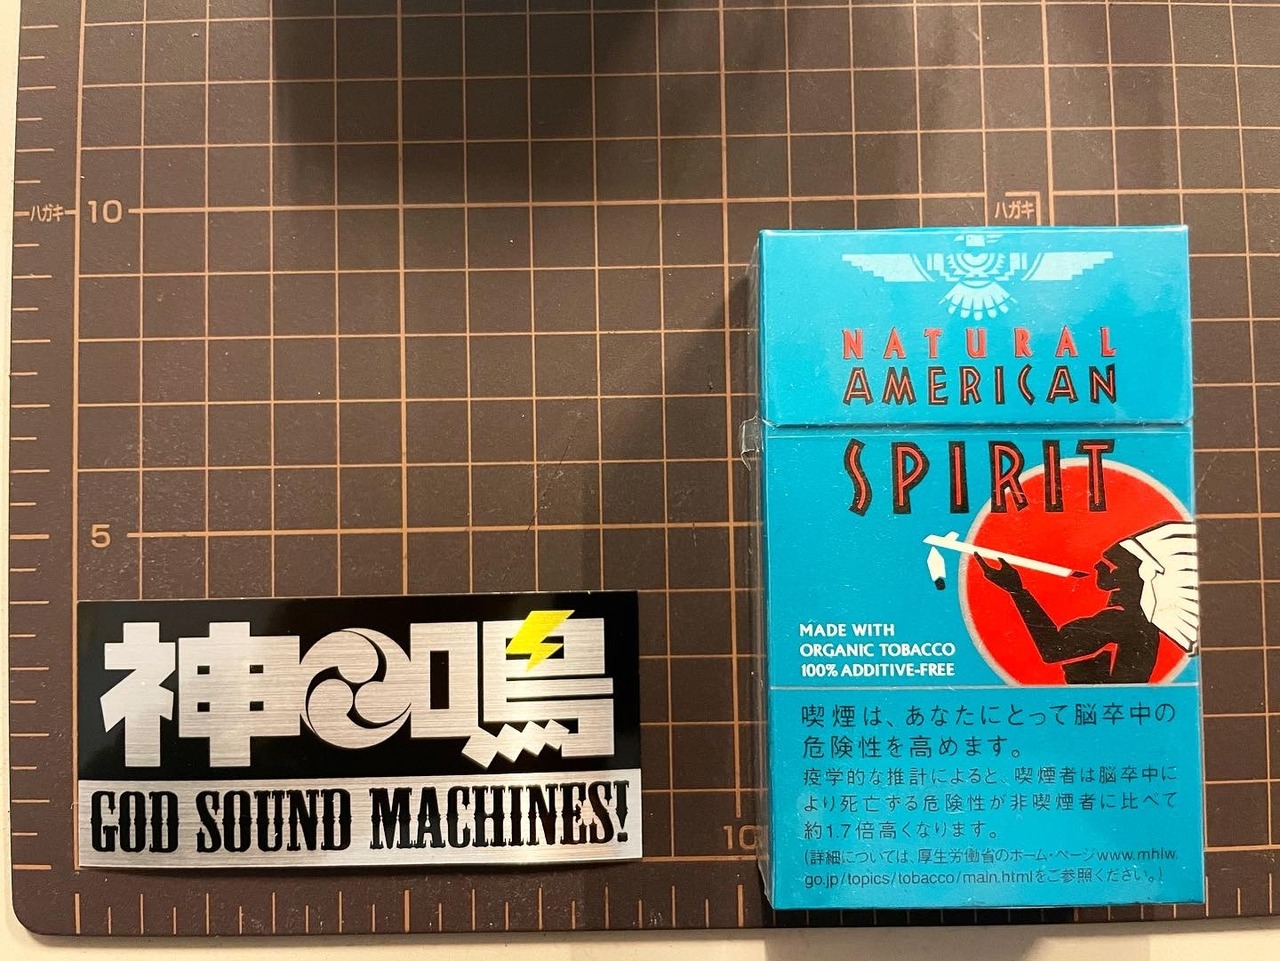 ハガキ
10
ハガキ
5
神鳴
GOD SOUND MACHINES!
10
NATURAL
AMERICAN
SPIRIT
MADE WITH
ORGANIC TOBACCO
100% ADDITIVE-FREE
喫煙は、あなたにとって脳卒中の
危険性を高めます。
疫学的な推計によると、喫煙者は脳卒中に
より死亡する危険性が非喫煙者に比べて
約1.7倍高くなります。
(詳細については、厚生労働省のホーム・ページwww.mhlw.
go.jp/topics/tobacco/main.htmlをご参照ください。)